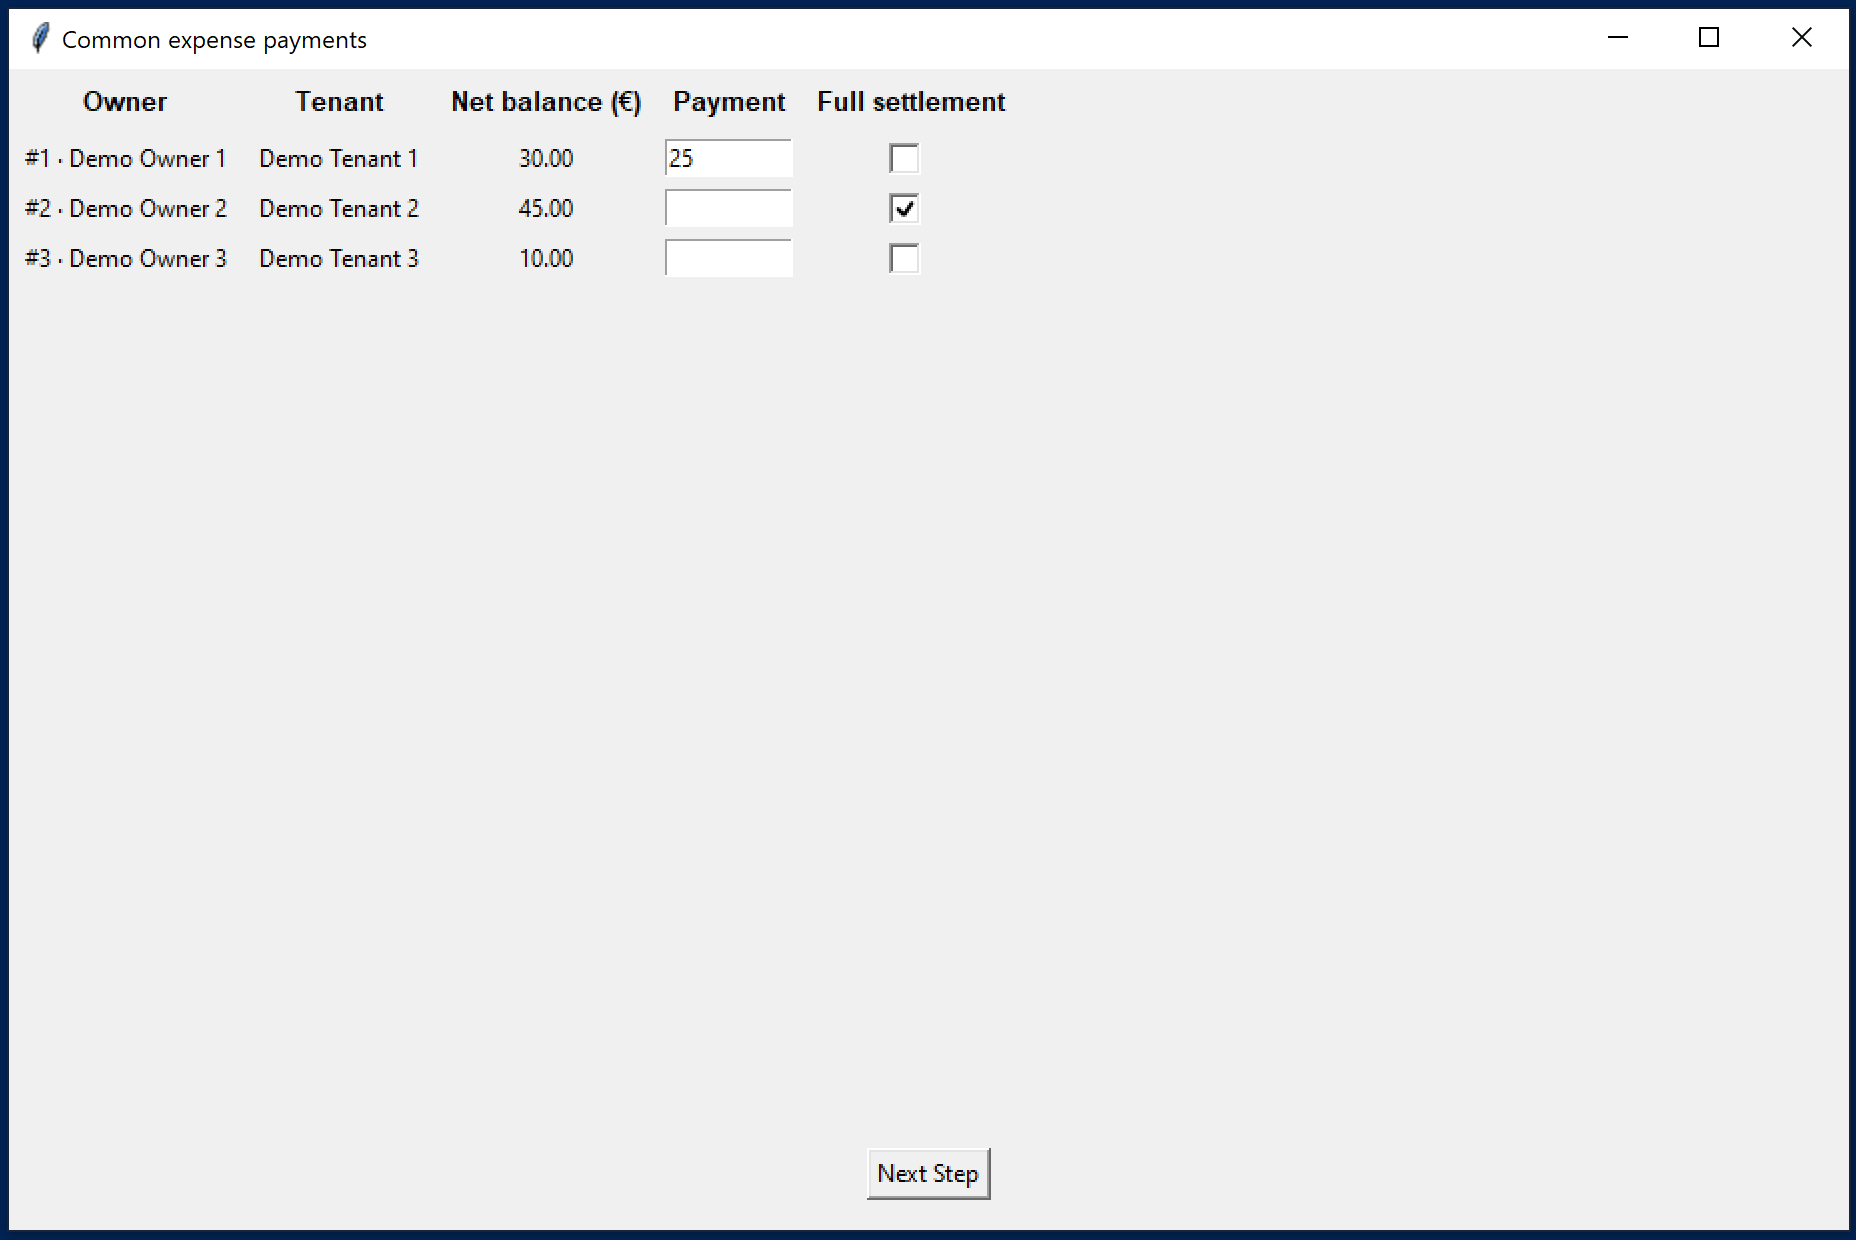 Common expense payments
Owner Tenant Net balance (€) Payment Full settlement
#1 · Demo Owner 1 Demo Tenant 1 30.00 25
#2 · Demo Owner 2 Demo Tenant 2 45.00
#3 · Demo Owner 3 Demo Tenant 3 10.00
Next Step